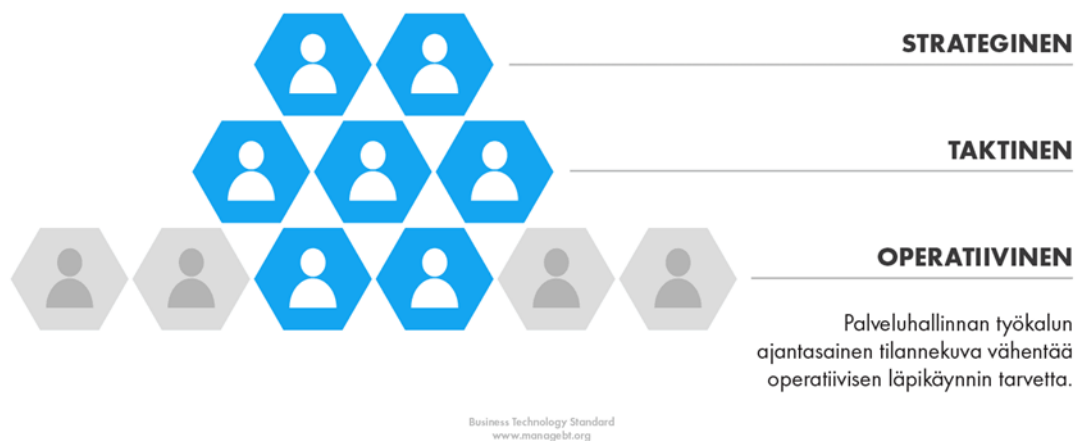 STRATEGINEN
TAKTINEN
OPERATIIVINEN
Palveluhallinnan työkalun
ajantasainen tilannekuva vähentää
operatiivisen läpikäynnin tarvetta.
Business Technology Standard
www.managebt.org